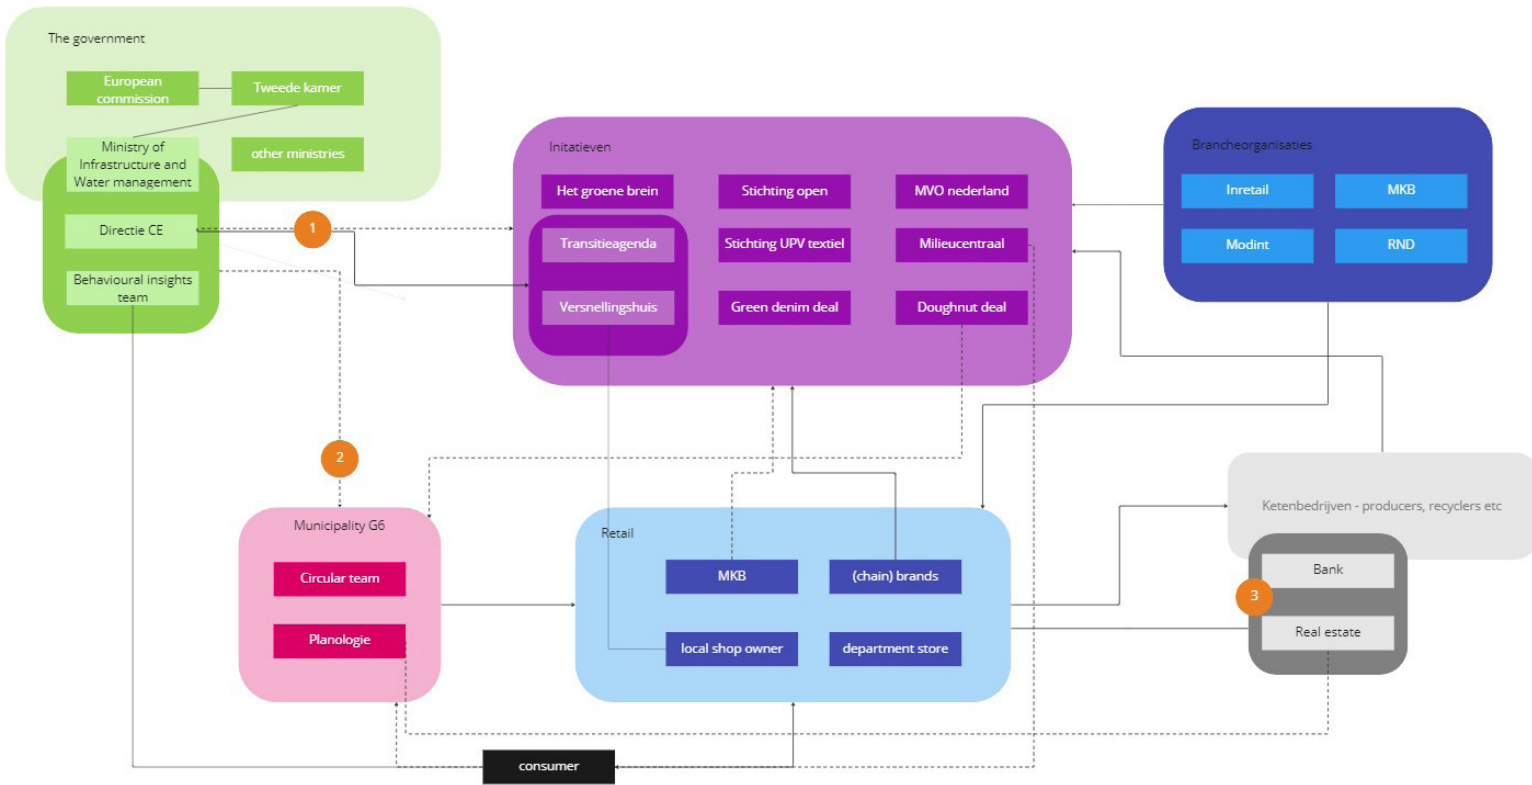 The government
European
commission
Tweede kamer
Ministry of
Infrastructure and
Water management
other ministries
Directie CE
Behavioural insights
team
1
2
Initatieven
Het groene brein
Stichting open
MVO nederland
Transitieagenda
Stichting UPV textiel
Milieucentraal
Versnellingshuis
Green denim deal
Doughnut deal
Brancheorganisaties
Inretail
MKB
Modint
RND
Municipality G6
Circular team
Planologie
Retail
MKB
(chain) brands
local shop owner
department store
Ketenbedrijven - producers, recyclers etc
Bank
3
Real estate
consumer